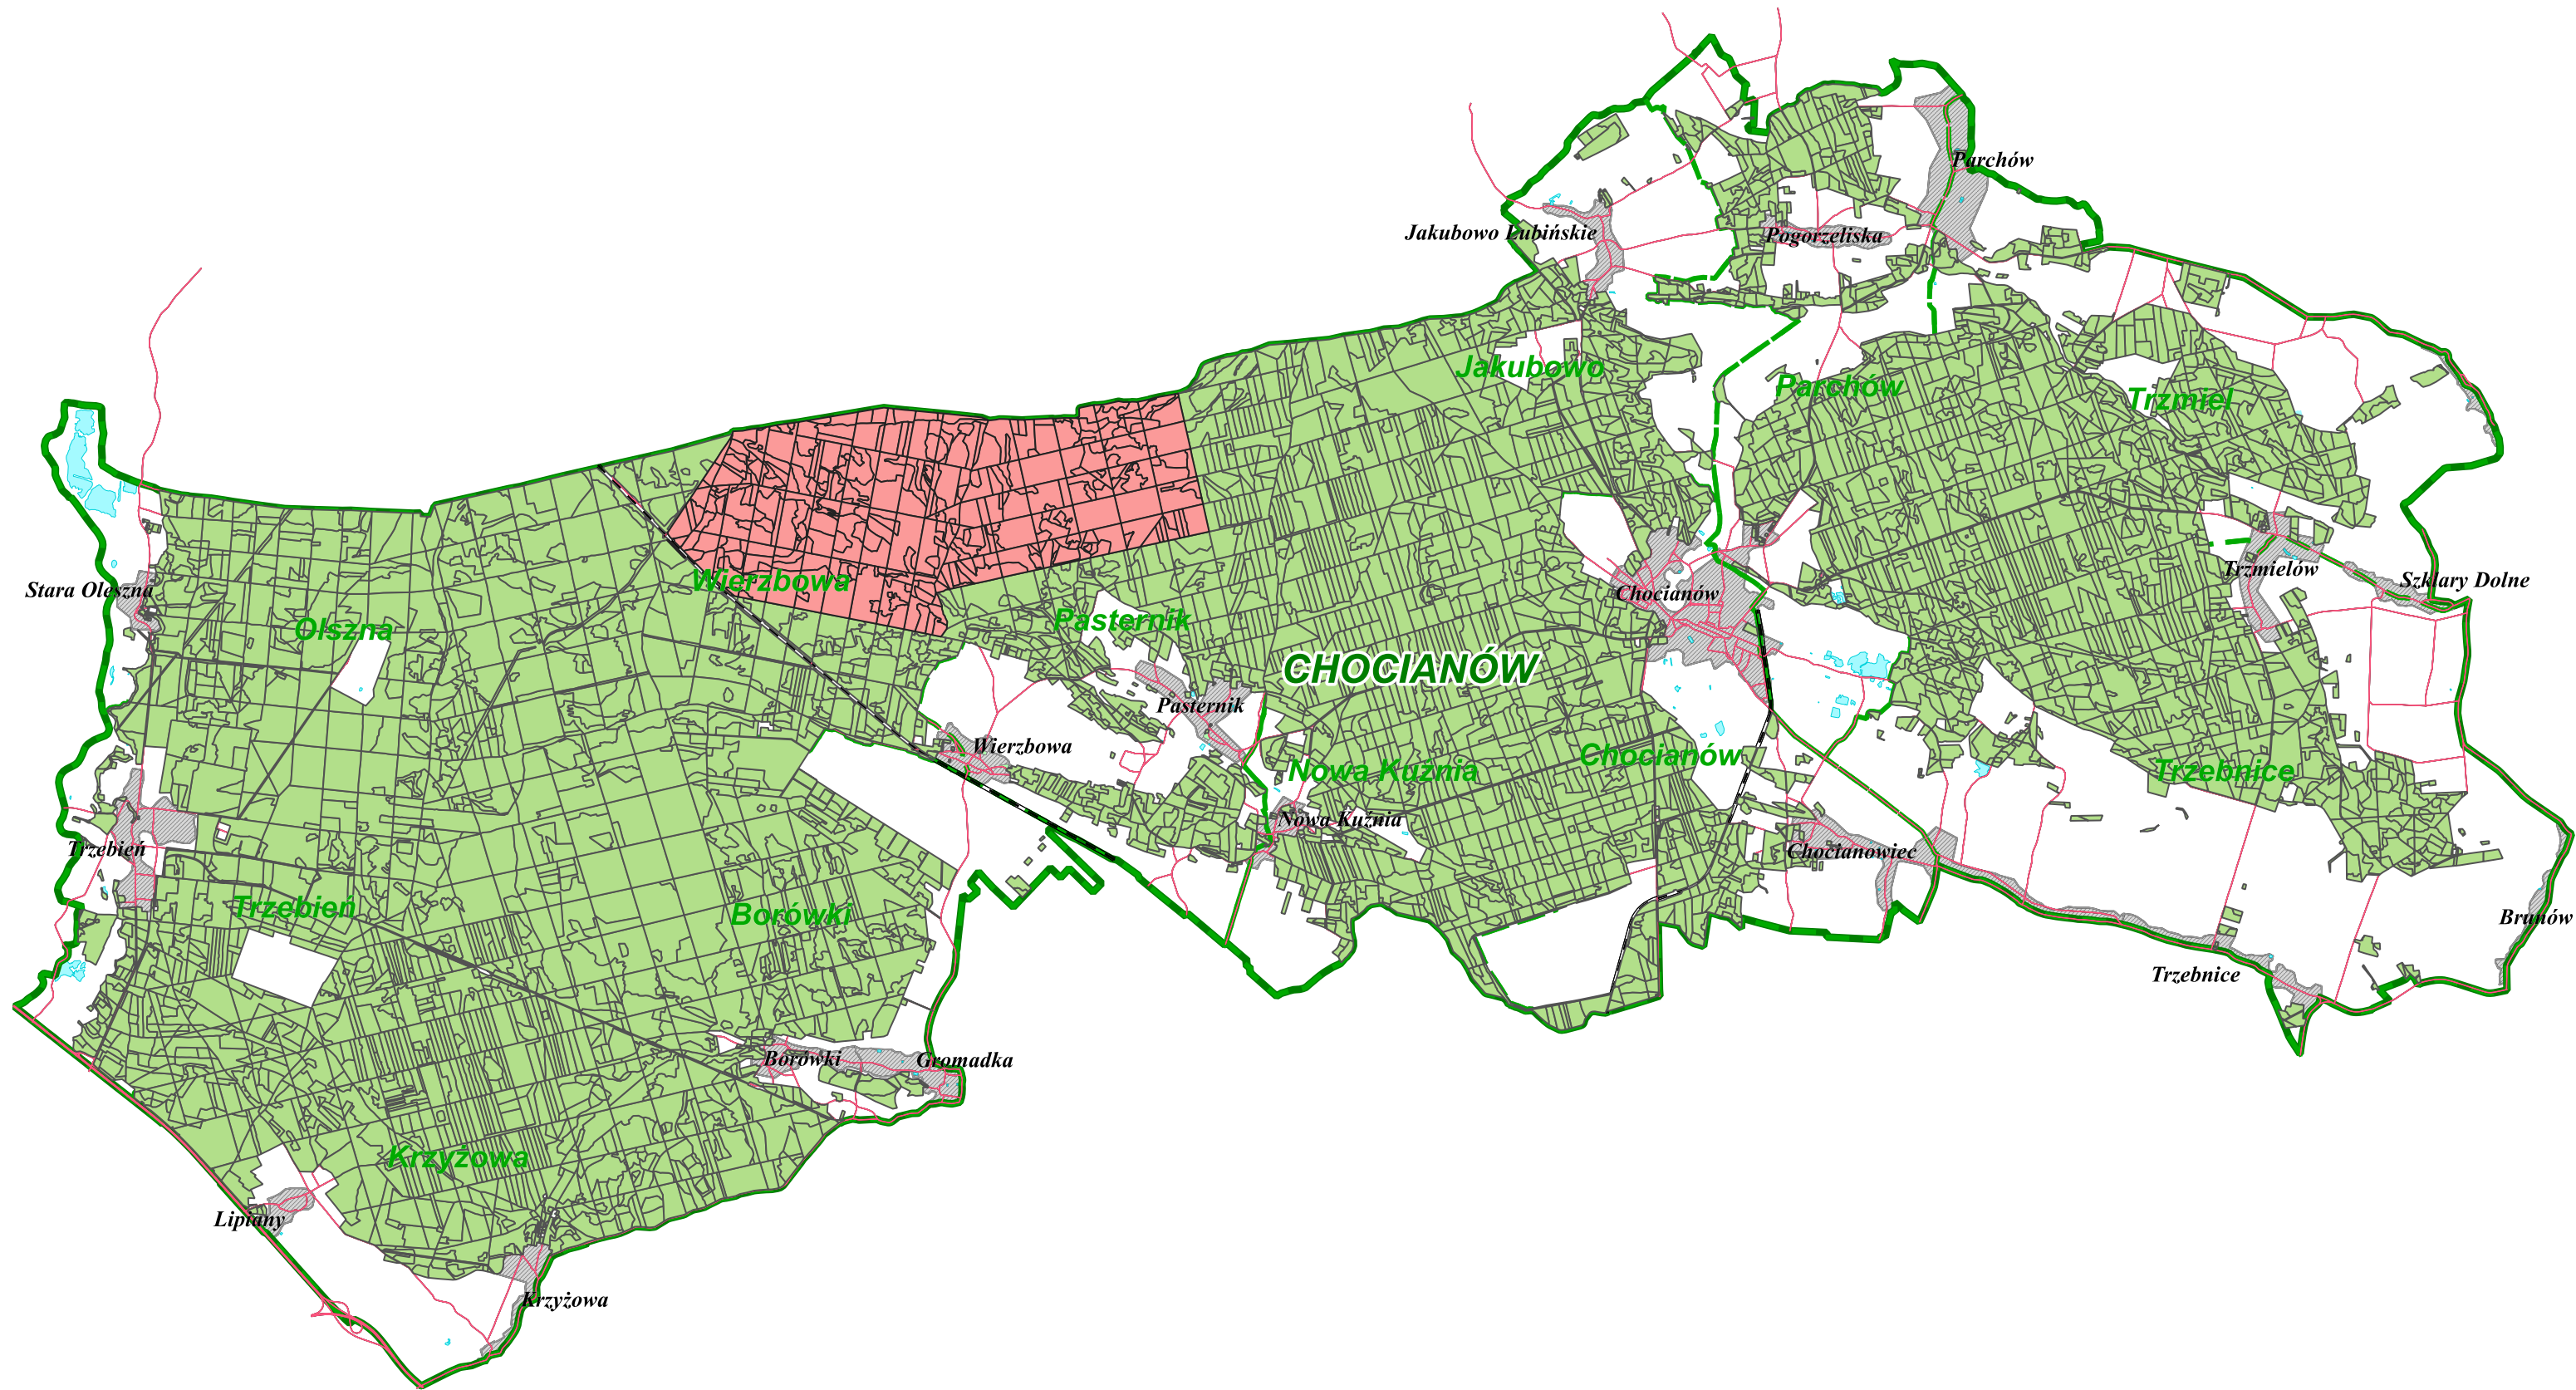 Parchów
Jakubowo Lubińskie
Pogorzeliska
Jakubowo
Parchów
Trzmiel
Stara Oleszna
Wierzbowa
Olszna
Pasternik
Chocianów
Trzmielów
Szklary Dolne
CHOCIANÓW
Pasternik
Wierzbowa
Nowa Kuźnia
Chocianów
Trzebnice
Nowa Kuźnia
Trzebień
Chocianowiec
Trzebień
Borówki
Brunów
Trzebnice
Borówki
Gromadka
Krzyżowa
Lipiany
Krzyżowa